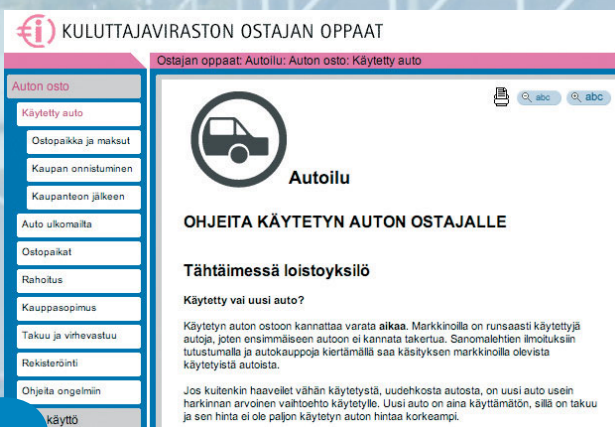 KULUTTAJAVIRASTON OSTAJAN OPPAAT
Ostajan oppaat: Autoilu: Auton osto: Käytetty auto
Auton osto
Käytetty auto
Ostopaikka ja maksut
Kaupan onnistuminen
Kaupanteon jälkeen
Auto ulkomailta
Ostopaikat
Rahoitus
Kauppasopimus
Takuu ja virhevastuu
Rekisteröinti
Ohjeita ongelmiin
käyttö
abc
abc
Autoilu
OHJEITA KÄYTETYN AUTON OSTAJALLE
Tähtäimessä loistoyksilö
Käytetty vai uusi auto?
Käytetyn auton ostoon kannattaa varata aikaa. Markkinoilla on runsaasti käytettyjä
autoja, joten ensimmäiseen autoon ei kannata takertua. Sanomalehtien ilmoituksiin
tutustumalla ja autokauppoja kiertämällä saa käsityksen markkinoilla olevista
käytetyistä autoista.
Jos kuitenkin haaveilet vähän käytetystä, uudehkosta autosta, on uusi auto usein
harkinnan arvoinen vaihtoehto käytetylle. Uusi auto on aina käyttämätön, sillä on takuu
ja sen hinta ei ole paljon käytetyn auton hintaa korkeampi.